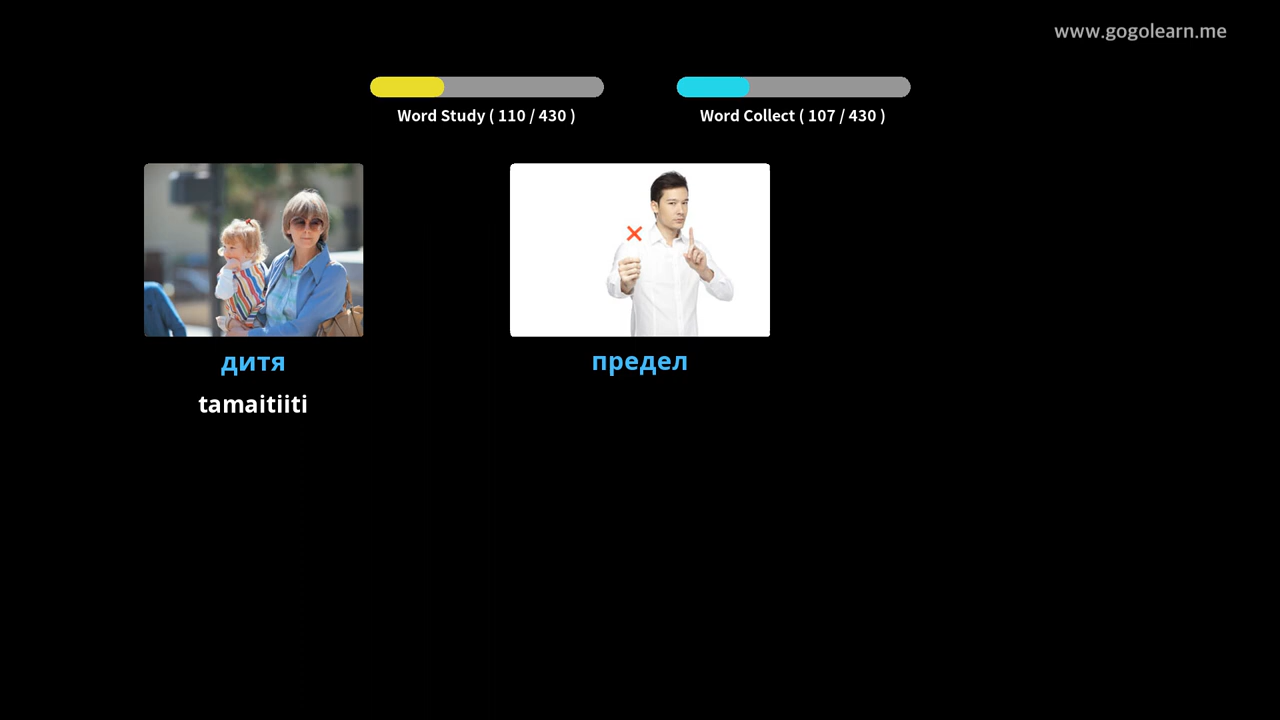 www.gogolearn.me
Word Study ( 110 / 430 )
Word Collect ( 107 / 430 )
дитя
предел
tamaitiiti